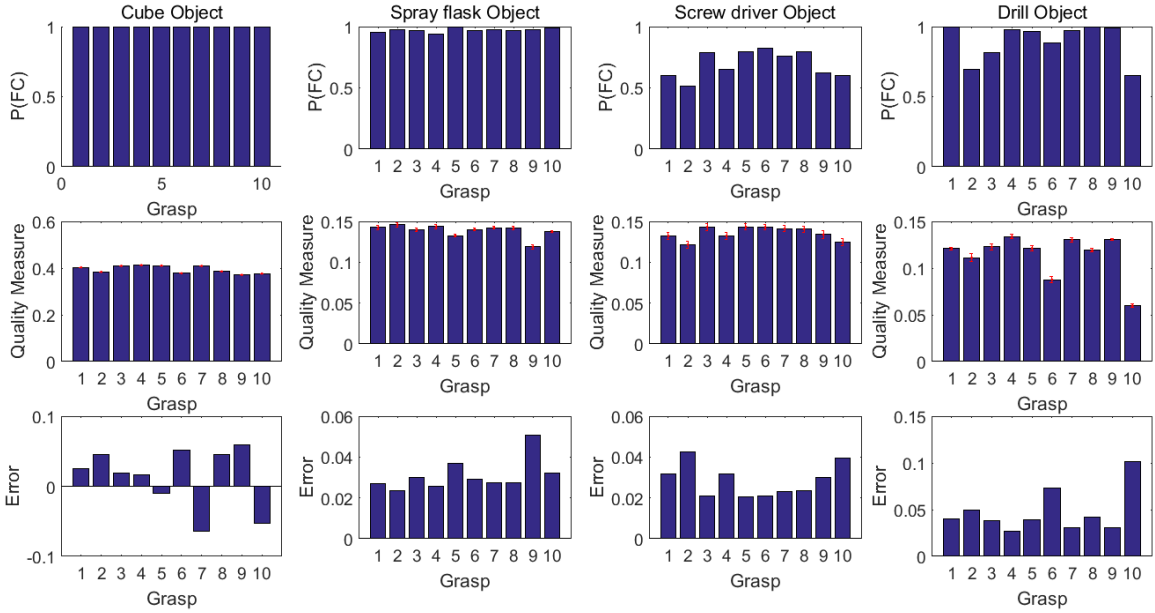 Cube Object
P(FC)
1
0.5
0
0 5 10
Grasp
Spray flask Object
P(FC)
1
0.5
0
1 2 3 4 5 6 7 8 9 10
Grasp
Screw driver Object
P(FC)
1
0.5
0
1 2 3 4 5 6 7 8 9 10
Grasp
Drill Object
P(FC)
1
0.5
0
1 2 3 4 5 6 7 8 9 10
Grasp
Quality Measure
0.6
0.4
0.2
0
1 2 3 4 5 6 7 8 9 10
Grasp
Quality Measure
0.15
0.1
0.05
0
1 2 3 4 5 6 7 8 9 10
Grasp
Quality Measure
0.15
0.1
0.05
0
1 2 3 4 5 6 7 8 9 10
Grasp
Quality Measure
0.15
0.1
0.05
0
1 2 3 4 5 6 7 8 9 10
Grasp
Error
0.1
0
-0.1
1 2 3 4 5 6 7 8 9 10
Grasp
Error
0.06
0.04
0.02
0
1 2 3 4 5 6 7 8 9 10
Grasp
Error
0.06
0.04
0.02
0
1 2 3 4 5 6 7 8 9 10
Grasp
Error
0.15
0.1
0.05
0
1 2 3 4 5 6 7 8 9 10
Grasp